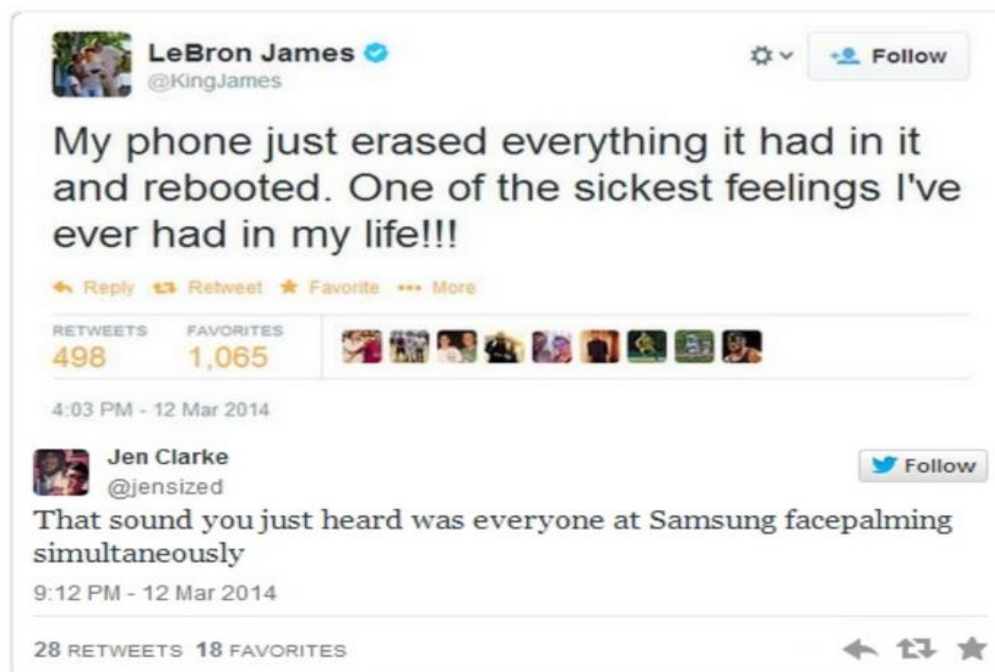 LeBron James
@KingJames
Follow
My phone just erased everything it had in it
and rebooted. One of the sickest feelings I've
ever had in my life!!!
Reply Retweet Favorite More
RETWEETS FAVORITES
498 1,065
4:03 PM - 12 Mar 2014
Jen Clarke
@jensized
Follow
That sound you just heard was everyone at Samsung facepalming
simultaneously
9:12 PM - 12 Mar 2014
28 RETWEETS 18 FAVORITES